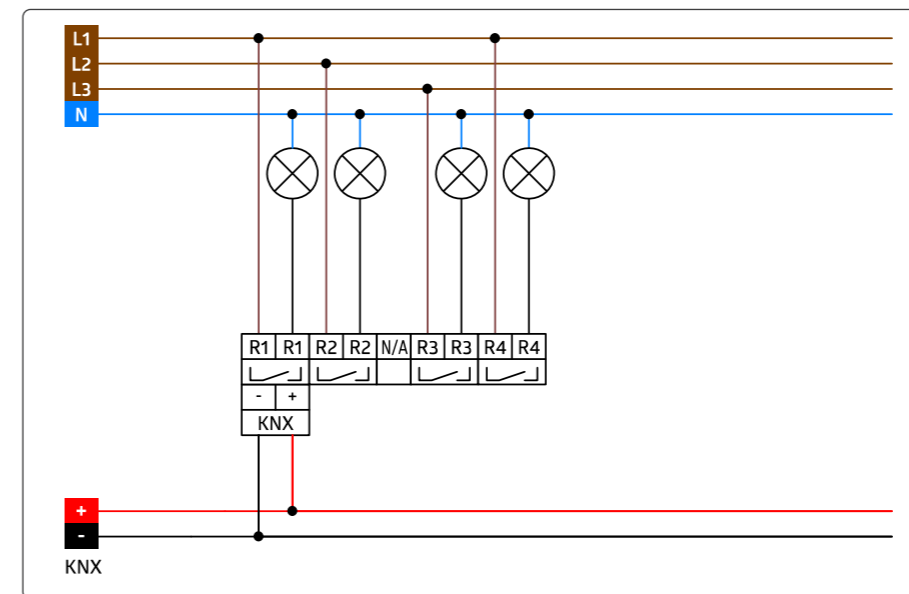 L1
L2
L3
N
R1 R1 R2 R2 N/A R3 R3 R4 R4
- +
KNX
+
-
KNX